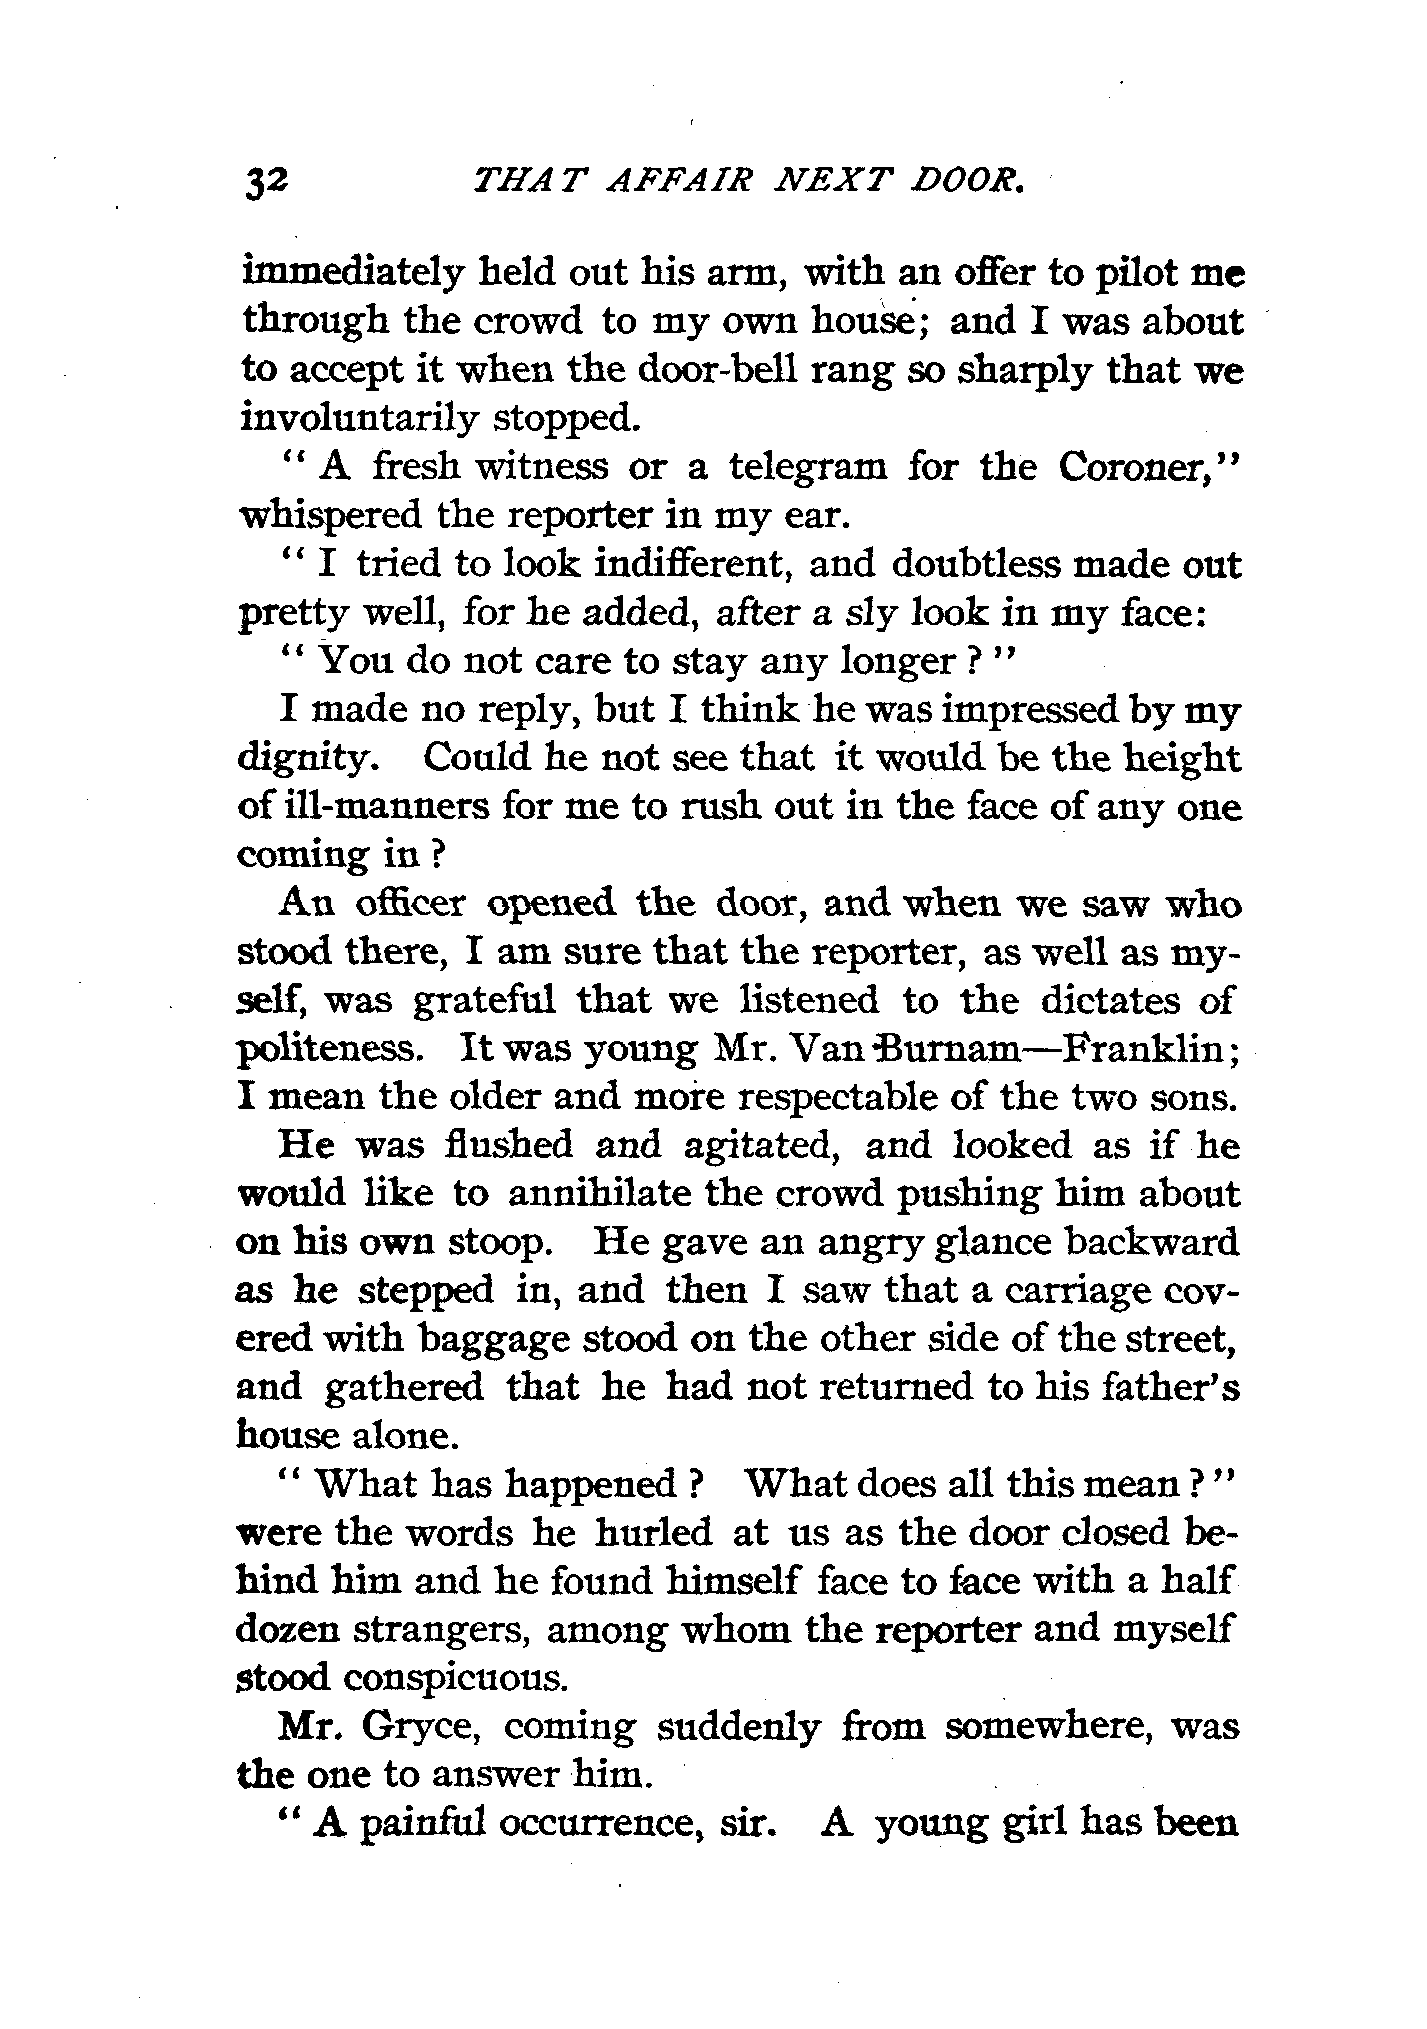 32 THAT AFFAIR NEXT DOOR.
immediately held out his arm, with an offer to pilot me
through the crowd to my own house; and I was about
to accept it when the door-bell rang so sharply that we
involuntarily stopped.
“ A fresh witness or a telegram for the Coroner,”
whispered the reporter in my ear.
“ I tried to look indifferent, and doubtless made out
pretty well, for he added, after a sly look in my face:
“ You do not care to stay any longer ? ”
I made no reply, but I think he was impressed by my
dignity. Could he not see that it would be the height
of ill-manners for me to rush out in the face of any one
coming in ?
An officer opened the door, and when we saw who
stood there, I am sure that the reporter, as well as my-
self, was grateful that we listened to the dictates of
politeness. It was young Mr. Van Burnam—Franklin;
I mean the older and more respectable of the two sons.
He was flushed and agitated, and looked as if he
would like to annihilate the crowd pushing him about
on his own stoop. He gave an angry glance backward
as he stepped in, and then I saw that a carriage cov-
ered with baggage stood on the other side of the street,
and gathered that he had not returned to his father’s
house alone.
“ What has happened ? What does all this mean ? ”
were the words he hurled at us as the door closed be-
hind him and he found himself face to face with a half
dozen strangers, among whom the reporter and myself
stood conspicuous.
Mr. Gryce, coming suddenly from somewhere, was
the one to answer him.
“ A painful occurrence, sir. A young girl has been